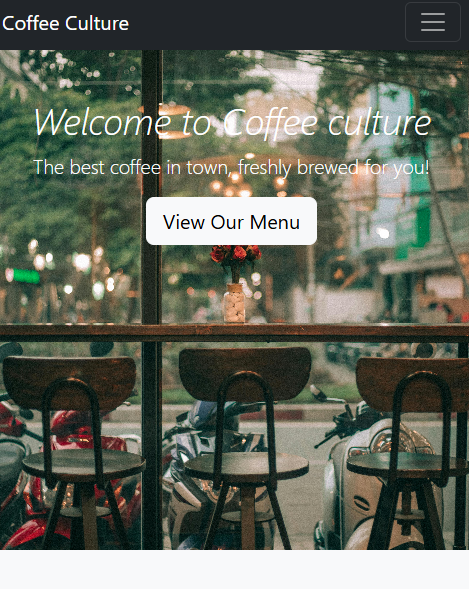 Coffee Culture
Welcome to Coffee culture
The best coffee in town, freshly brewed for you!
View Our Menu